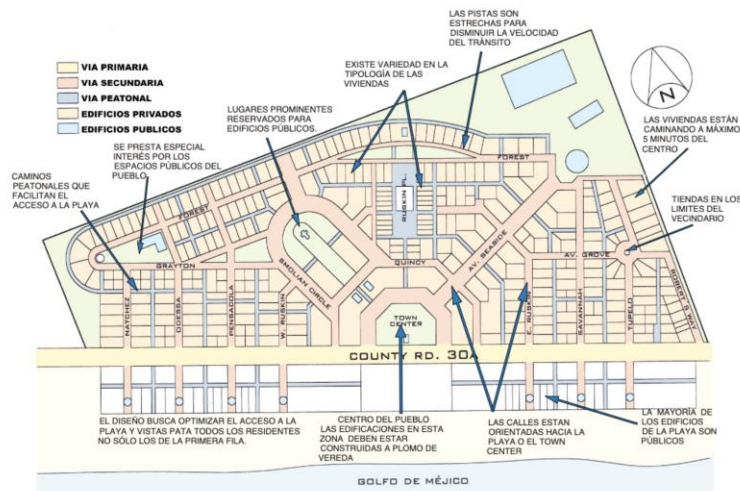 LAS PISTAS SON
ESTRECHAS PARA
DISMINUIR LA VELOCIDAD
DEL TRÁNSITO
VIA PRIMARIA
VIA SECUNDARIA
VIA PEATONAL
EDIFICIOS PRIVADOS
EDIFICIOS PUBLICOS
EXISTE VARIEDAD EN LA
TIPOLOGÍA DE LAS
VIVIENDAS
N
LUGARES PROMINENTES
RESERVADOS PARA
EDIFICIOS PÚBLICOS.
LAS VIVIENDAS ESTÁN
CAMINANDO A MÁXIMO
5 MINUTOS DEL
CENTRO
SE PRESTA ESPECIAL
INTERÉS POR LOS
ESPACIOS PÚBLICOS DEL
PUEBLO.
CAMINOS
PEATONALES QUE
FACILITAN EL
ACCESO A LA PLAYA
TIENDAS EN LOS
LIMITES DEL
VECINDARIO
FOREST
FOREST
RUSKIN PL.
GRAYTON
SMOLIAN CIRCLE
QUINCY
AV. SEASIDE
AV. GROVE
ROBERT'S WAY
NATCHEZ
ODESSA
PENSACOLA
W. RUSKIN
TOWN
CENTER
E. RUSKIN
SAVANNAH
TUPELO
COUNTY RD. 30A
EL DISEÑO BUSCA OPTIMIZAR EL ACCESO A LA
PLAYA Y VISTAS PATA TODOS LOS RESIDENTES
NO SÓLO LOS DE LA PRIMERA FILA.
CENTRO DEL PUEBLO
LAS EDIFICACIONES EN ESTA
ZONA DEBEN ESTAR
CONSTRUIDAS A PLOMO DE
VEREDA
LAS CALLES ESTAN
ORIENTADAS HACIA LA
PLAYA O EL TOWN
CENTER
LA MAYORÍA DE
LOS EDIFICIOS
DE LA PLAYA SON
PÚBLICOS
GOLFO DE MÉJICO